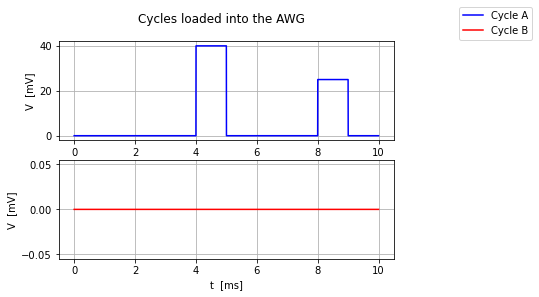 Cycles loaded into the AWG
Cycle A
Cycle B
V [mV]
40
20
0
0 2 4 6 8 10
V [mV]
0.05
0.00
−0.05
0 2 4 6 8 10
t [ms]